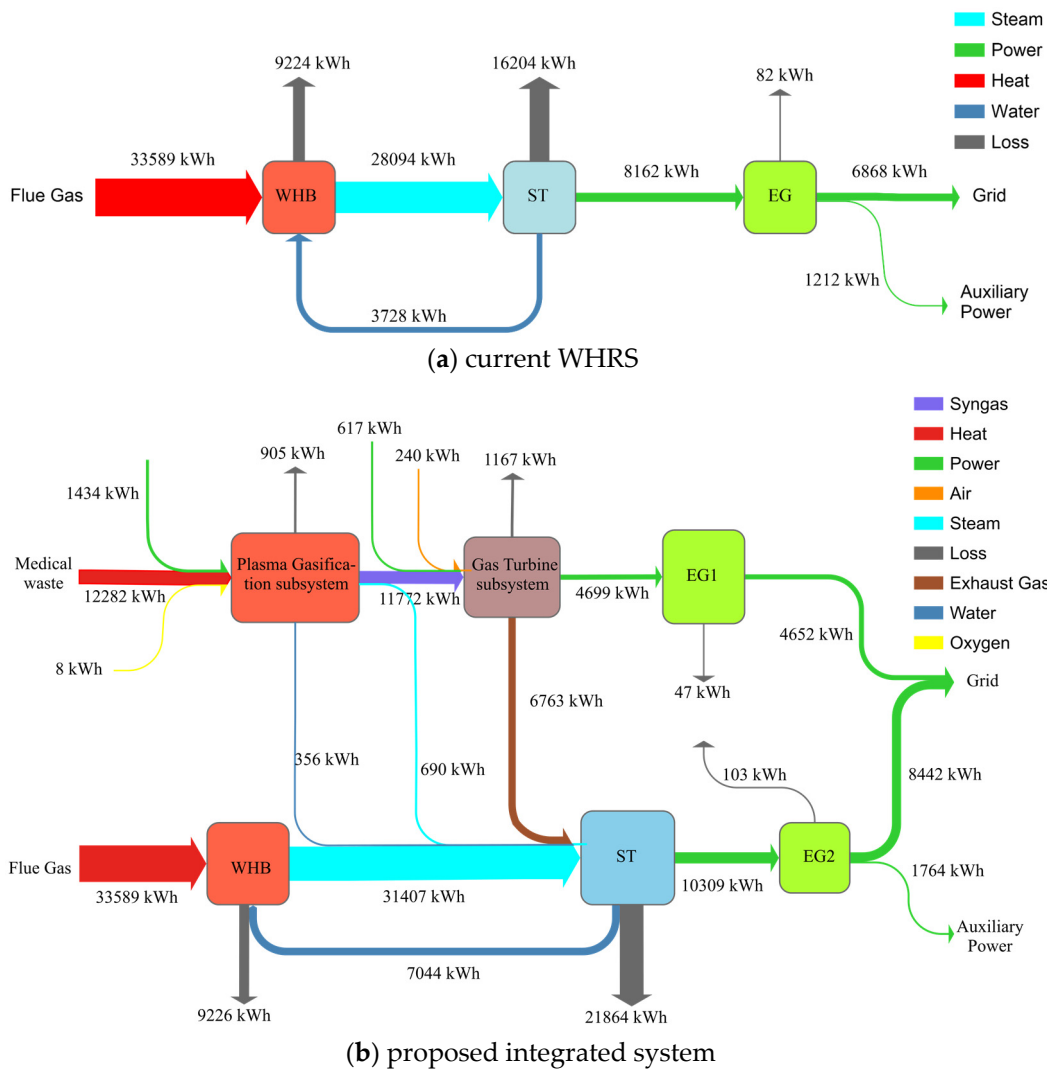 Steam
Power
Heat
Water
Loss
9224 kWh
16204 kWh
82 kWh
33589 kWh
28094 kWh
8162 kWh
6868 kWh
Flue Gas
WHB
ST
EG
Grid
1212 kWh
Auxiliary
Power
3728 kWh
(a) current WHRS
Syngas
Heat
Power
Air
Steam
Loss
Exhaust Gas
Water
Oxygen
617 kWh
905 kWh
240 kWh
1167 kWh
1434 kWh
Medical
waste
Plasma Gasifica-
tion subsystem
Gas Turbine
subsystem
EG1
12282 kWh
11772 kWh
4699 kWh
4652 kWh
8 kWh
47 kWh
Grid
6763 kWh
356 kWh
690 kWh
103 kWh
8442 kWh
Flue Gas
WHB
ST
EG2
33589 kWh
31407 kWh
10309 kWh
1764 kWh
Auxiliary
Power
7044 kWh
9226 kWh
21864 kWh
(b) proposed integrated system